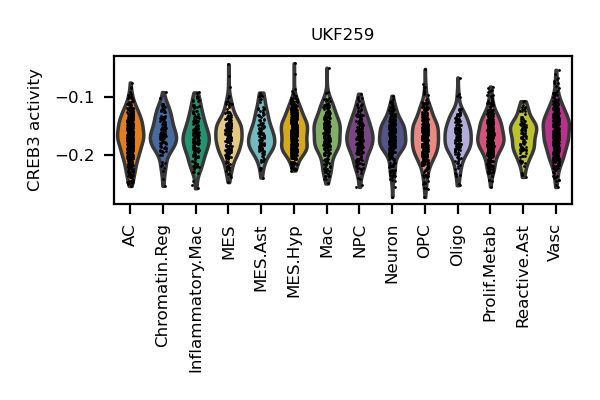 UKF259
CREB3 activity
−0.1
−0.2
AC
Chromatin.Reg
Inflammatory.Mac
MES
MES.Ast
MES.Hyp
Mac
NPC
Neuron
OPC
Oligo
Prolif.Metab
Reactive.Ast
Vasc